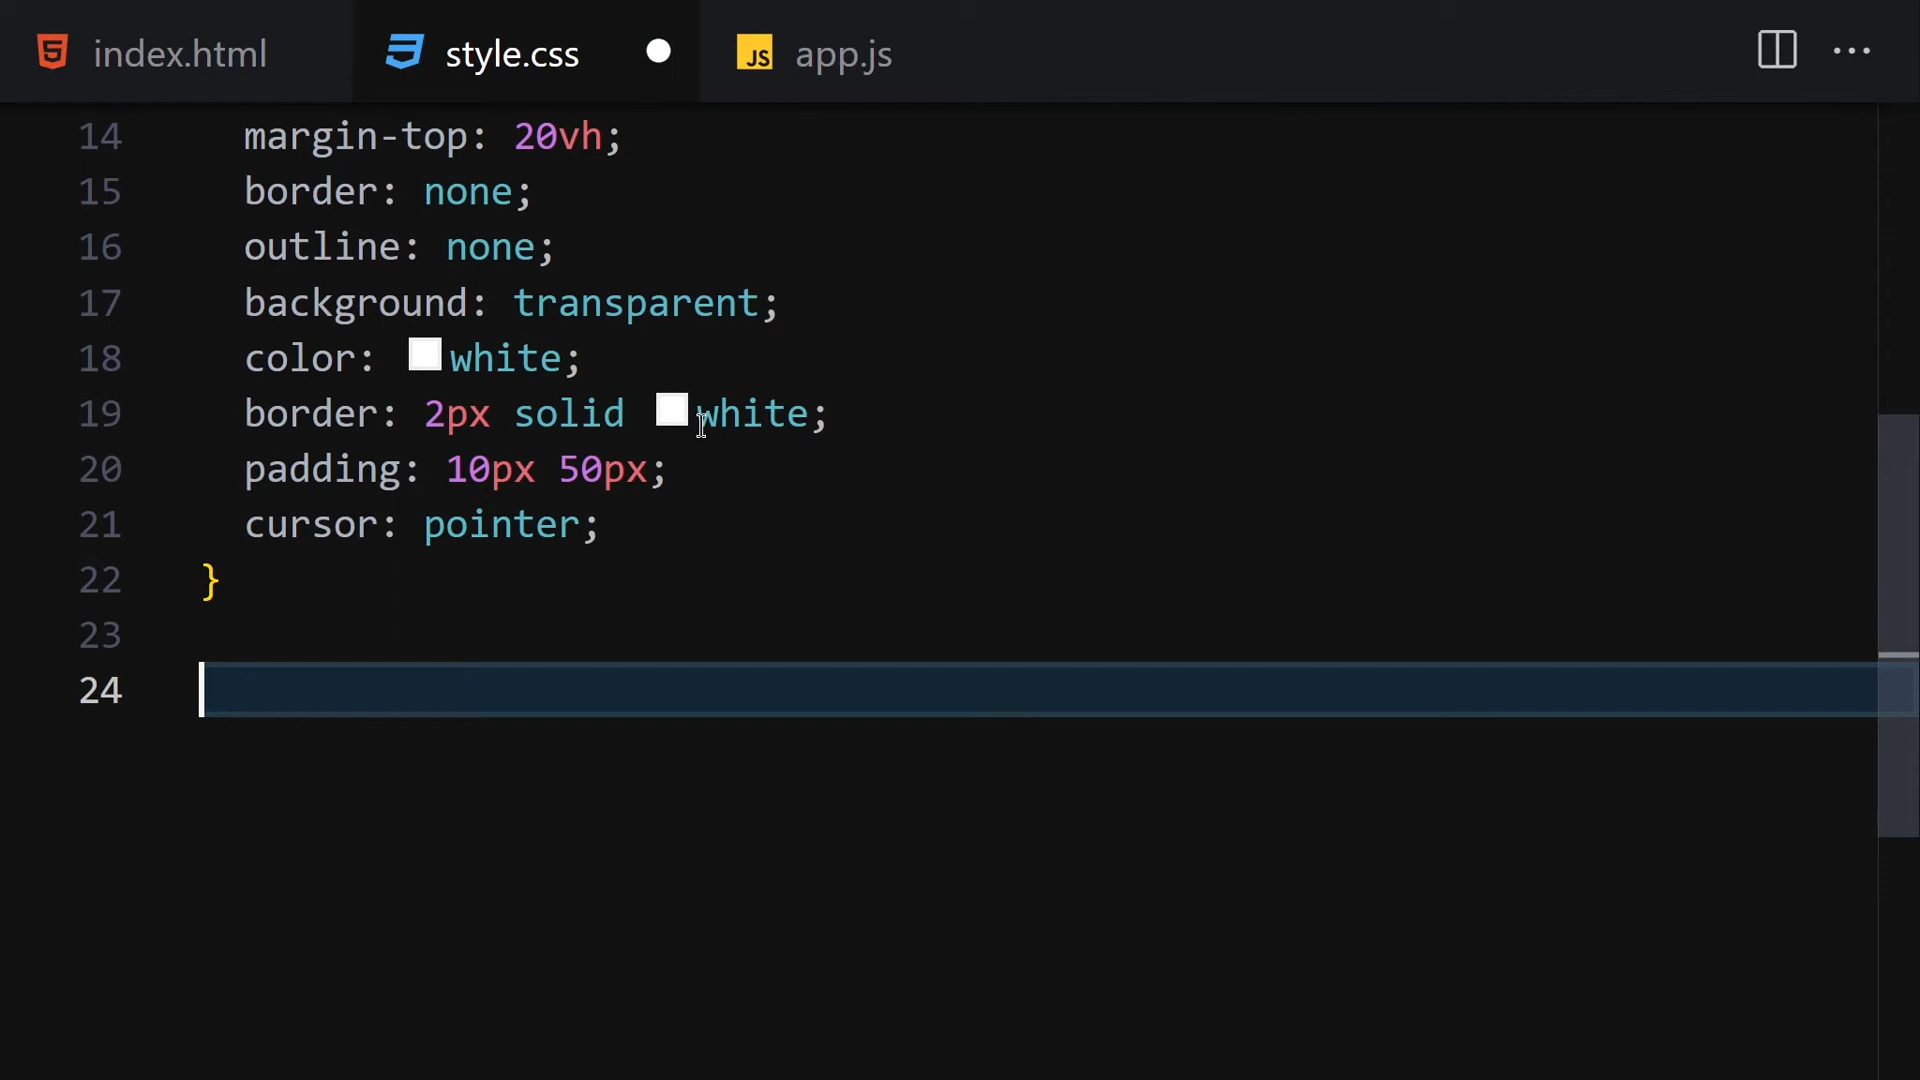 index.html style.css JS app.js
14 margin-top: 20vh;
15 border: none;
16 outline: none;
17 background: transparent;
18 color: white;
19 border: 2px solid white;
20 padding: 10px 50px;
21 cursor: pointer;
22 }
23
24